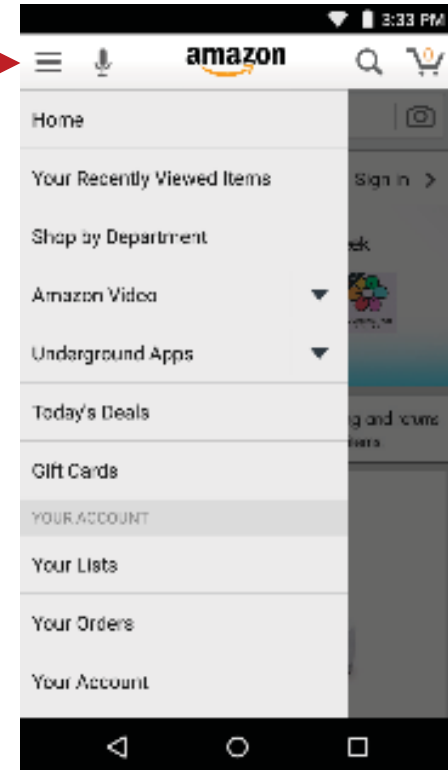 3:33 PM
amazon
0
Home
Your Recently Viewed Items
Sign in
Shop by Department
Amazon Video
Underground Apps
Today's Deals
Gift Cards
YOUR ACCOUNT
Your Lists
Your Orders
Your Account